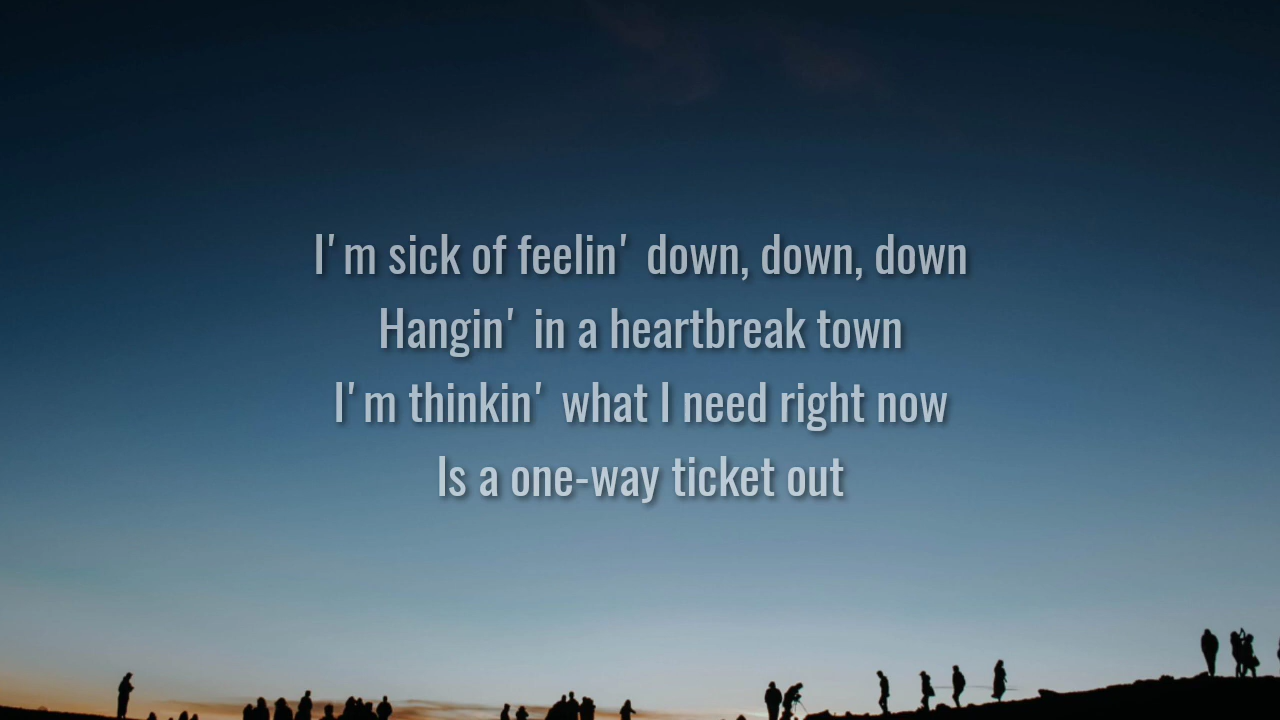 I'm sick of feelin' down, down, down
Hangin' in a heartbreak town
I'm thinkin' what I need right now
Is a one-way ticket out